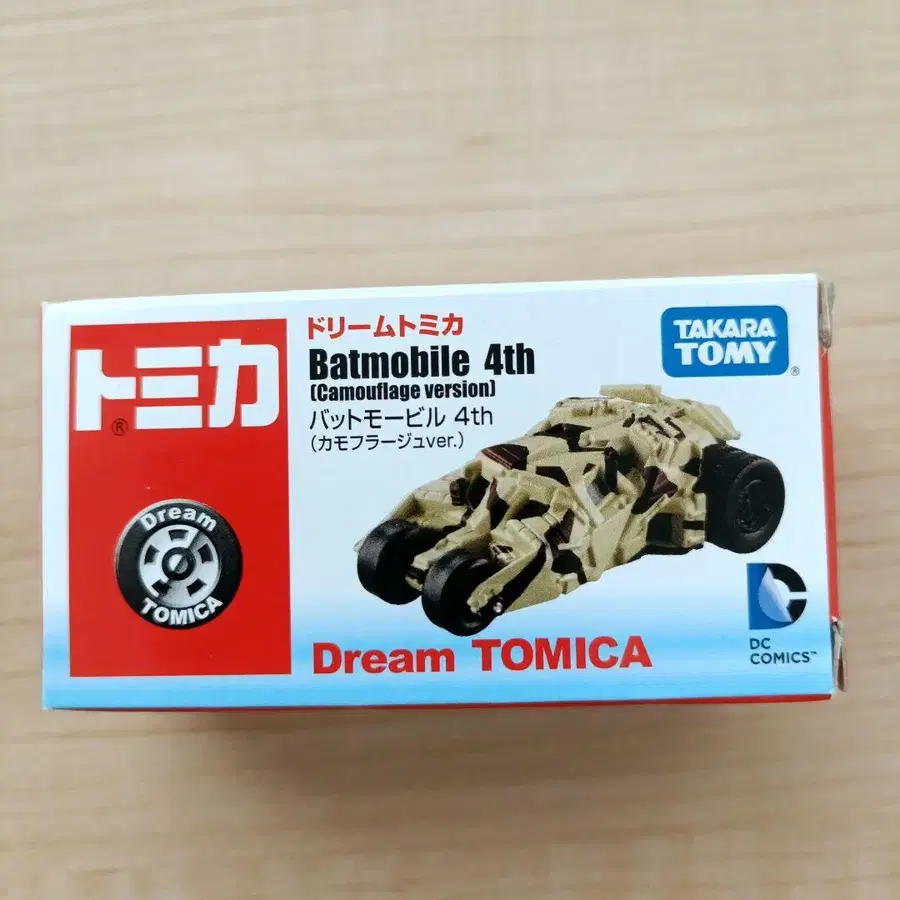 トミカ
®
Dream
TOMICA
ドリームトミカ
Batmobile 4th
(Camouflage version)
バットモービル 4th
(カモフラージュver.)
Dream TOMICA
TAKARA
TOMY
®
DC
COMICS™